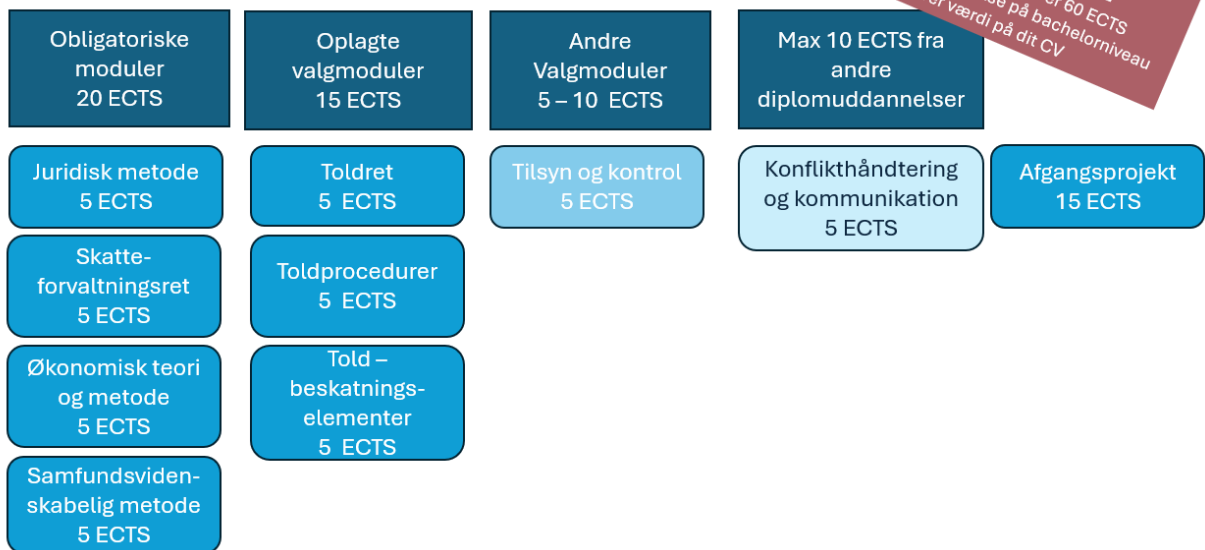 er 60 ECTS
på bachelorniveau
værdi på dit CV
Obligatoriske
moduler
20 ECTS
Oplagte
valgmoduler
15 ECTS
Andre
Valgmoduler
5 – 10 ECTS
Max 10 ECTS fra
andre
diplomuddannelser
Juridisk metode
5 ECTS
Skatte-
forvaltningsret
5 ECTS
Økonomisk teori
og metode
5 ECTS
Samfundsviden-
skabelig metode
5 ECTS
Toldret
5 ECTS
Toldprocedurer
5 ECTS
Told –
beskatnings-
elementer
5 ECTS
Tilsyn og kontrol
5 ECTS
Konflikthåndtering
og kommunikation
5 ECTS
Afgangsprojekt
15 ECTS